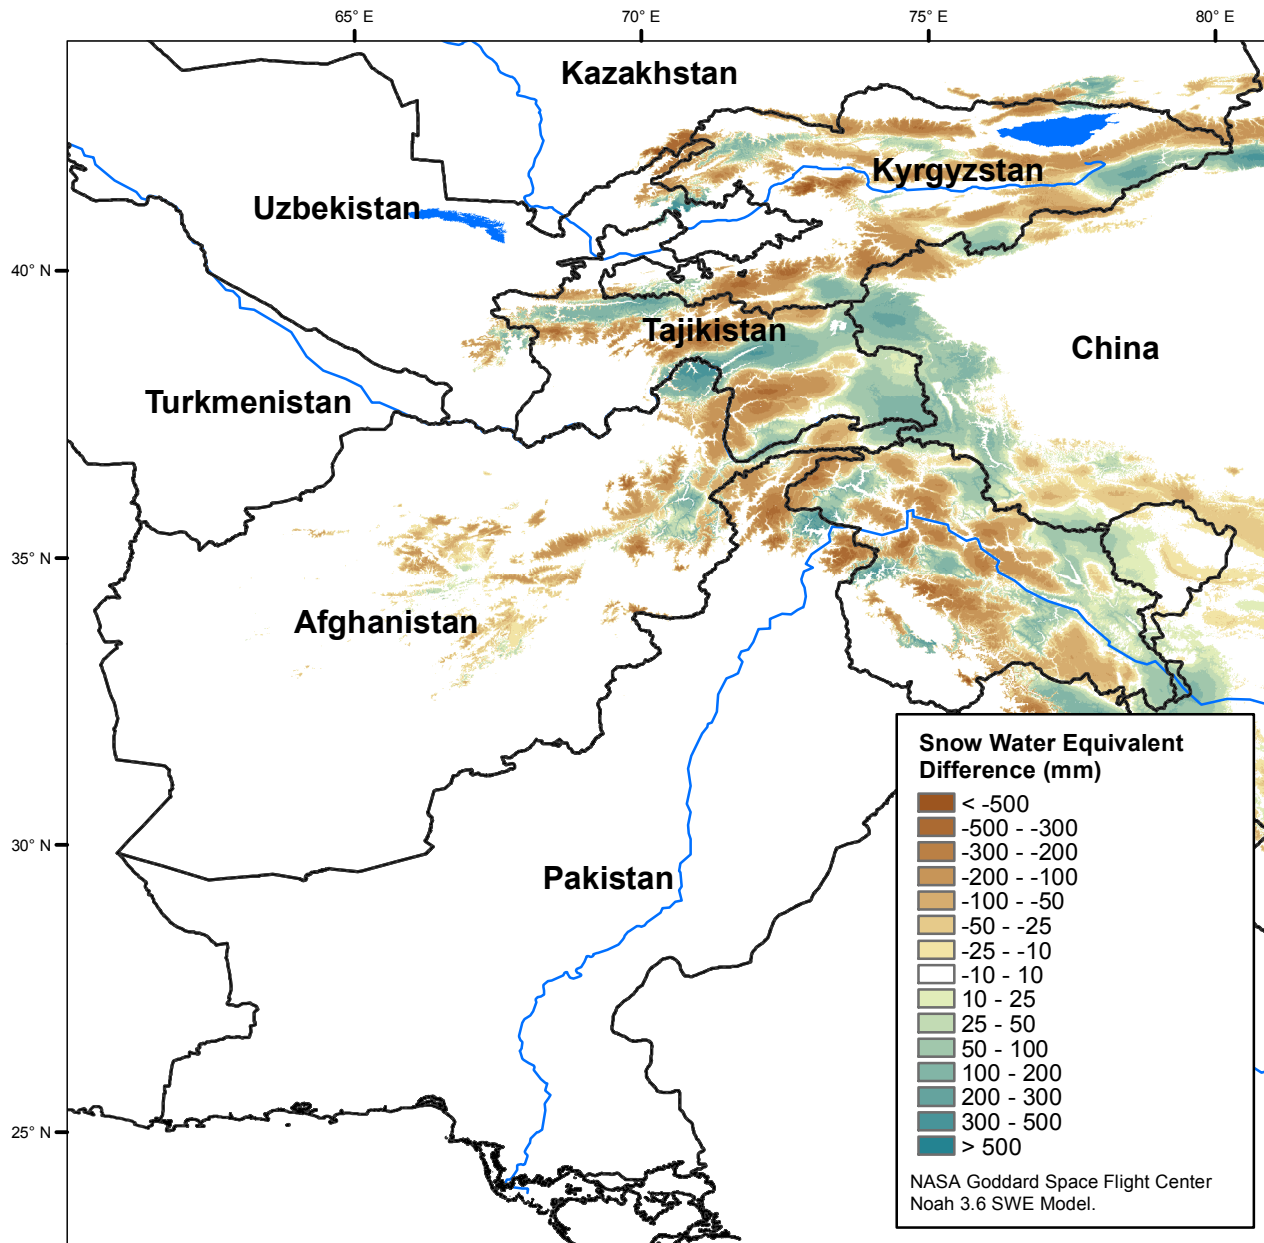 65° E
70° E
75° E
80° E
Kazakhstan
Kyrgyzstan
Uzbekistan
40° N
Tajikistan
China
Turkmenistan
35° N
Afghanistan
Snow Water Equivalent
Difference (mm)
< -500
-500 - -300
-300 - -200
-200 - -100
-100 - -50
-50 - -25
-25 - -10
-10 - 10
10 - 25
25 - 50
50 - 100
100 - 200
200 - 300
300 - 500
> 500
NASA Goddard Space Flight Center
Noah 3.6 SWE Model.
30° N
Pakistan
25° N